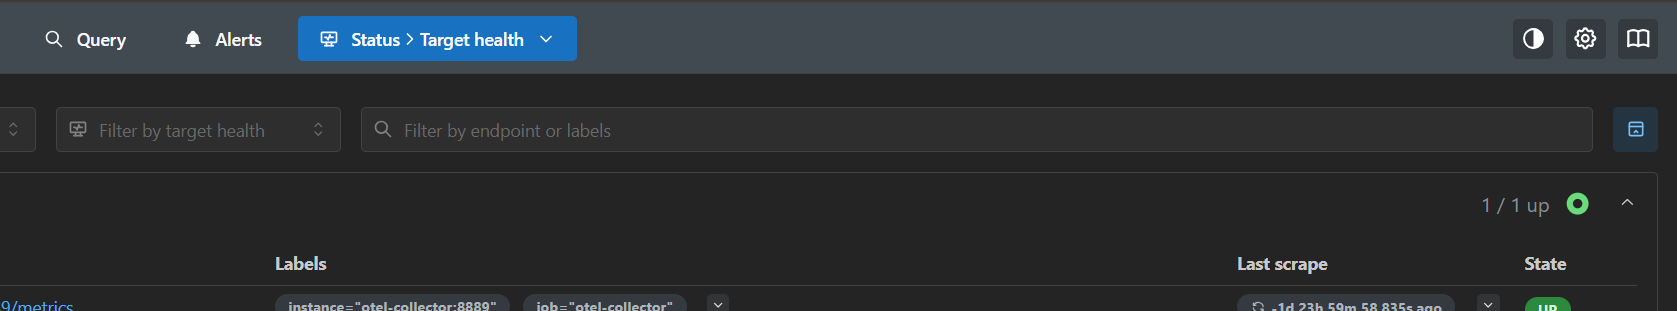 Query Alerts Status > Target health
Filter by target health Filter by endpoint or labels
1 / 1 up
Labels Last scrape State
9/metrics instance="otel-collector:8889" job="otel-collector" -1d 23h 59m 58.835s ago UP